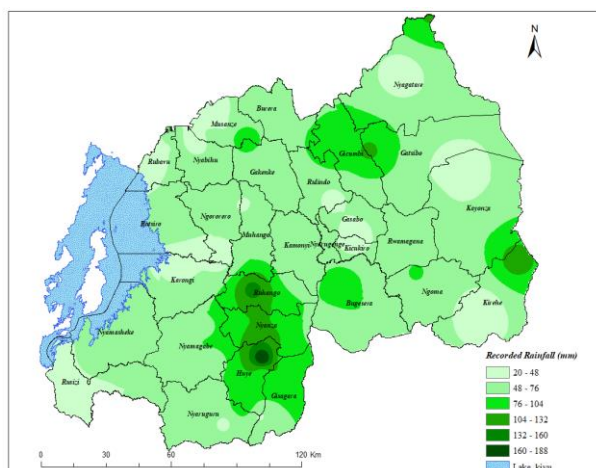 N
Nyagatare
Burera
Musanze
Gicumbi
Gatsibo
Rubavu
Nyabihu
Gakenke
Rulindo
Kayonza
Rutsiro
Ngororero
Gasabo
Muhanga
Kamonyi
Nyarugenge
Kicukiro
Rwamagana
Karongi
Ruhango
Bugesera
Ngoma
Kirehe
Nyamasheke
Nyamagabe
Nyanza
Huye
Rusizi
Gisagara
Nyaruguru
Recorded Rainfall (mm)
20 - 48
48 - 76
76 - 104
104 - 132
132 - 160
160 - 188
Lake_kivu
0 30 60 120 Km